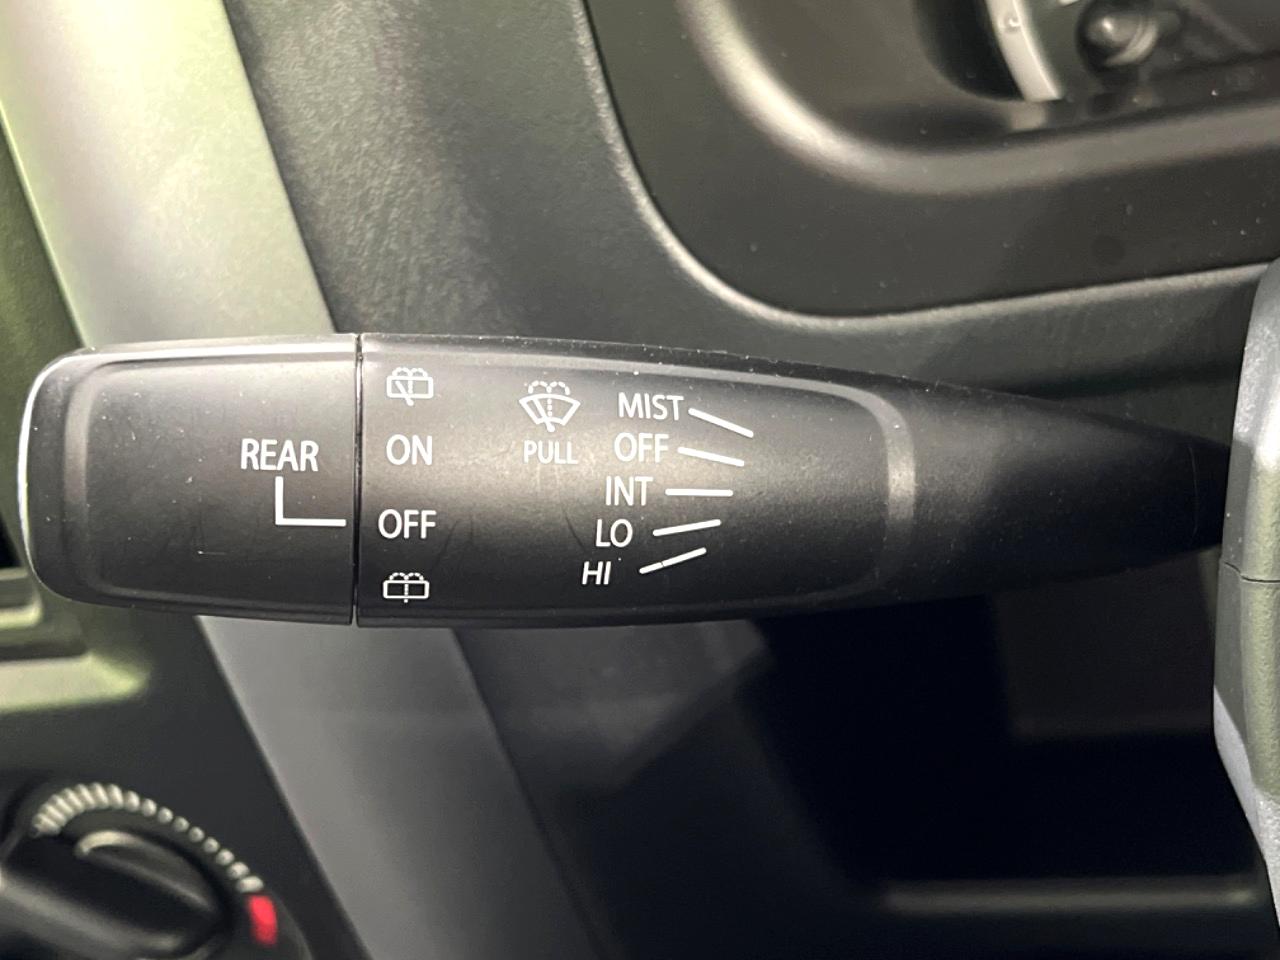 REAR
ON
OFF
PULL
MIST
OFF
INT
LO
HI